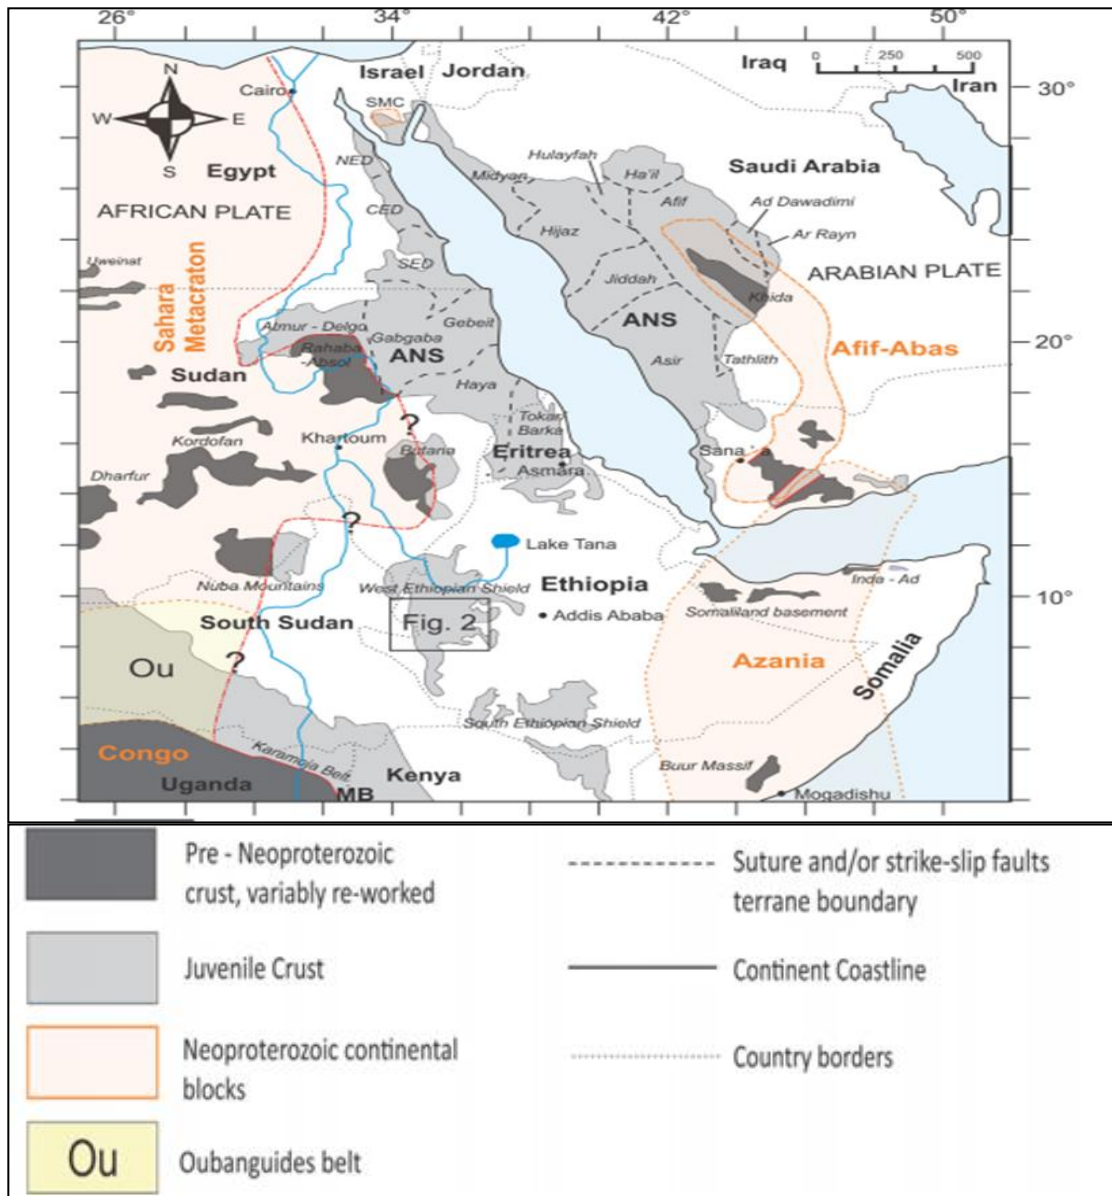 26°
34°
42°
50°
Israel
Jordan
Iraq
0
250
500
Iran
30°
N
W
E
S
Cairo
SMC
Egypt
NED
Hulayfah
Midyan
Ha'il
Saudi Arabia
AFRICAN PLATE
CED
Afif
Ad Dawadimi
Hijaz
Ar Rayn
Uweinat
SED
Jiddah
ARABIAN PLATE
Khida
Sahara
Metacraton
Atmur - Delgo
Gabgaba
Gebeit
ANS
20°
Rahaba
-Absol
ANS
Asir
Tathlith
Afif-Abas
Sudan
Haya
?
Tokar/
Barka
Kordofan
Khartoum
Butana
Eritrea
Asmara
Sana'a
Dharfur
?
Lake Tana
Nuba Mountains
West Ethiopian Shield
Ethiopia
Inda - Ad
10°
South Sudan
Fig. 2
Addis Ababa
Somaliland basement
?
Ou
Azania
Somalia
South Ethiopian Shield
Congo
Karamoja Belt
Kenya
Buur Massif
Uganda
MB
Mogadishu
Pre - Neoproterozoic
crust, variably re-worked
Suture and/or strike-slip faults
terrane boundary
Juvenile Crust
Continent Coastline
Neoproterozoic continental
blocks
Country borders
Ou
Oubanguides belt